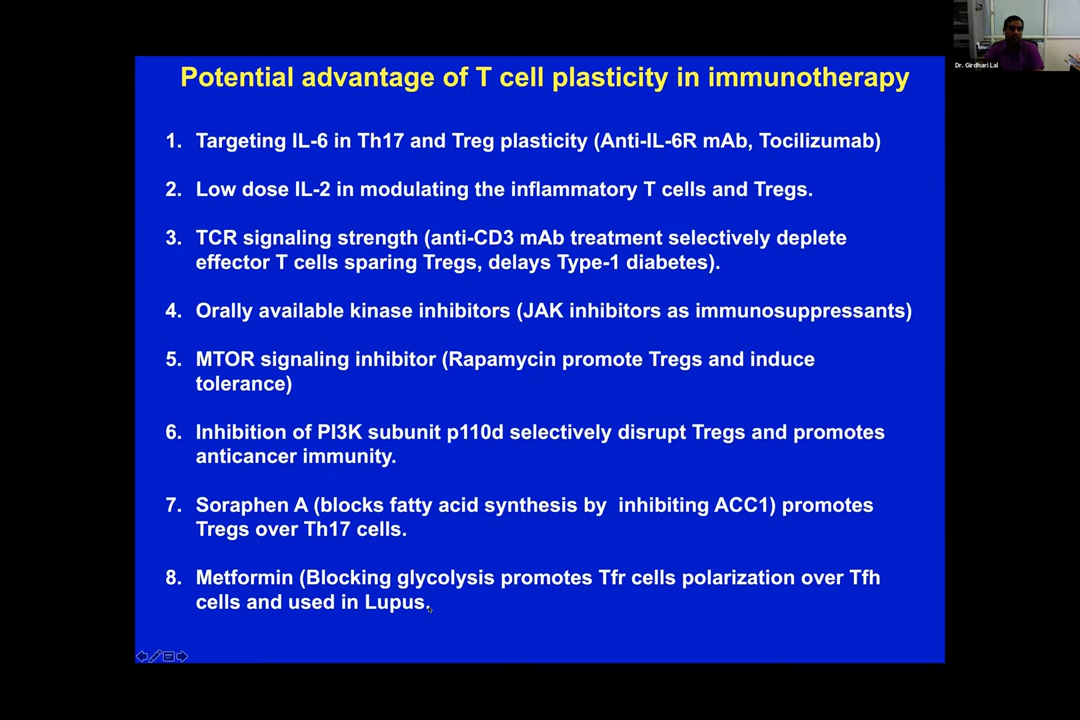 Potential advantage of T cell plasticity in immunotherapy
1. Targeting IL-6 in Th17 and Treg plasticity (Anti-IL-6R mAb, Tocilizumab)
2. Low dose IL-2 in modulating the inflammatory T cells and Tregs.
3. TCR signaling strength (anti-CD3 mAb treatment selectively deplete
effector T cells sparing Tregs, delays Type-1 diabetes).
4. Orally available kinase inhibitors (JAK inhibitors as immunosuppressants)
5. MTOR signaling inhibitor (Rapamycin promote Tregs and induce
tolerance)
6. Inhibition of PI3K subunit p110d selectively disrupt Tregs and promotes
anticancer immunity.
7. Soraphen A (blocks fatty acid synthesis by  inhibiting ACC1) promotes
Tregs over Th17 cells.
8. Metformin (Blocking glycolysis promotes Tfr cells polarization over Tfh
cells and used in Lupus.
Dr. Girdhari Lal